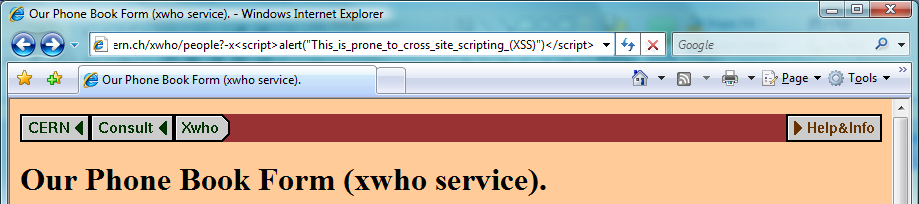 Our Phone Book Form (xwho service). - Windows Internet Explorer
ern.ch/xwho/people?-x<script>alert("This_is_prone_to_cross_site_scripting_(XSS)")</script>
Google
Our Phone Book Form (xwho service).
Page
Tools
CERN
Consult
Xwho
Help&Info
Our Phone Book Form (xwho service).